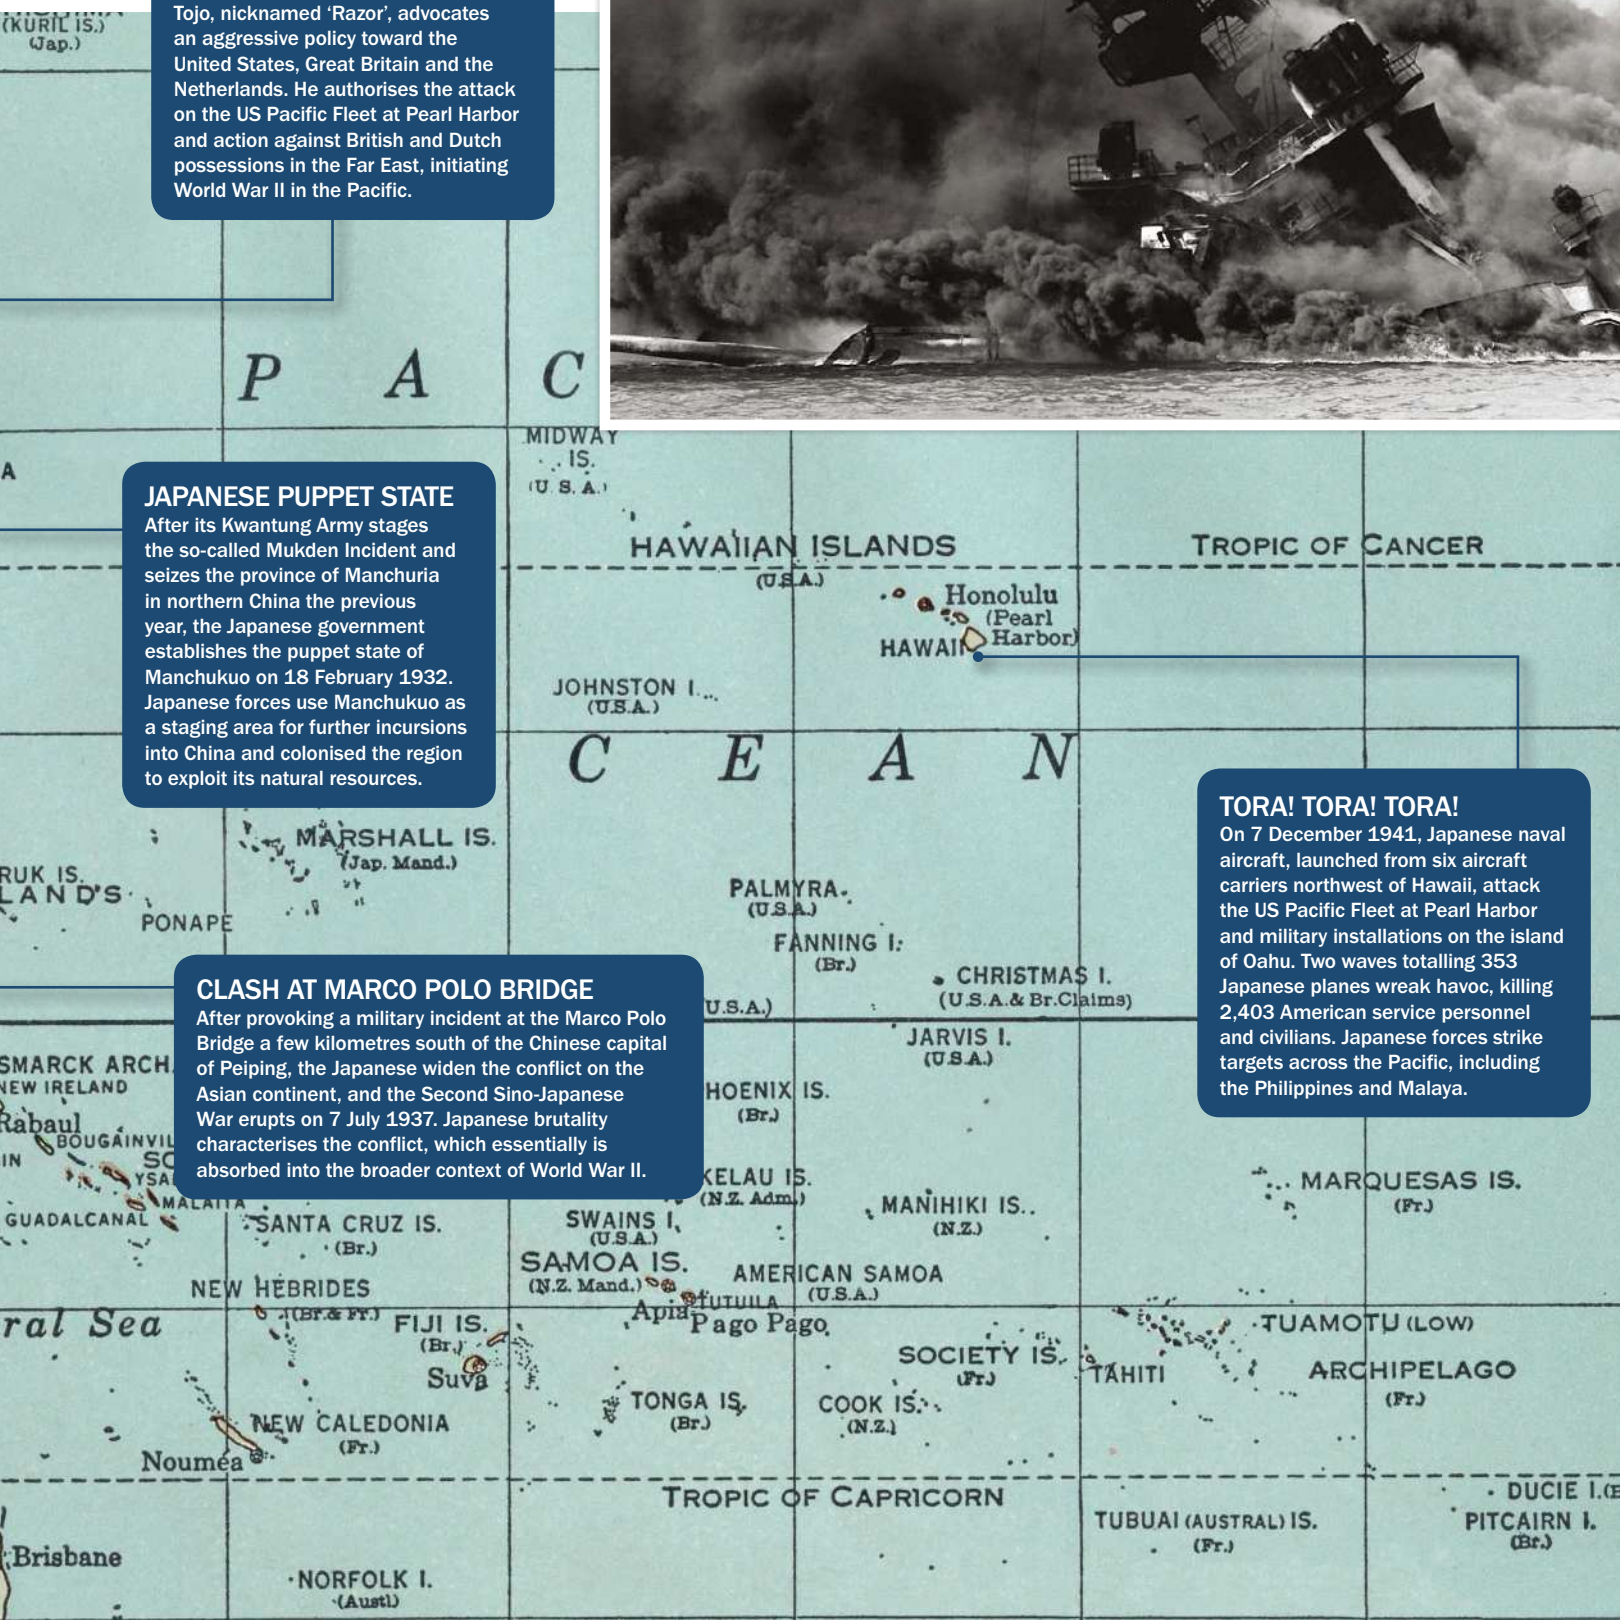 (KURIL IS.)
(Jap.)
Tojo, nicknamed ‘Razor’, advocates
an aggressive policy toward the
United States, Great Britain and the
Netherlands. He authorises the attack
on the US Pacific Fleet at Pearl Harbor
and action against British and Dutch
possessions in the Far East, initiating
World War II in the Pacific.
P A C
MIDWAY
IS.
(U.S.A.)
A
JAPANESE PUPPET STATE
After its Kwantung Army stages
the so-called Mukden Incident and
seizes the province of Manchuria
in northern China the previous
year, the Japanese government
establishes the puppet state of
Manchukuo on 18 February 1932.
Japanese forces use Manchukuo as
a staging area for further incursions
into China and colonised the region
to exploit its natural resources.
HAWAIIAN ISLANDS
(U.S.A.)
TROPIC OF CANCER
Honolulu
(Pearl
Harbor)
HAWAII
JOHNSTON I.
(U.S.A.)
C E A N
TORA! TORA! TORA!
On 7 December 1941, Japanese naval
aircraft, launched from six aircraft
carriers northwest of Hawaii, attack
the US Pacific Fleet at Pearl Harbor
and military installations on the island
of Oahu. Two waves totalling 353
Japanese planes wreak havoc, killing
2,403 American service personnel
and civilians. Japanese forces strike
targets across the Pacific, including
the Philippines and Malaya.
MARSHALL IS.
(Jap. Mand.)
RUK IS.
LANDS
PONAPE
PALMYRA
(U.S.A.)
FANNING I.
(Br.)
CHRISTMAS I.
(U.S.A. & Br. Claims)
U.S.A.)
JARVIS I.
(U.S.A.)
CLASH AT MARCO POLO BRIDGE
After provoking a military incident at the Marco Polo
Bridge a few kilometres south of the Chinese capital
of Peiping, the Japanese widen the conflict on the
Asian continent, and the Second Sino-Japanese
War erupts on 7 July 1937. Japanese brutality
characterises the conflict, which essentially is
absorbed into the broader context of World War II.
SMARCK ARCH.
NEW IRELAND
Rabaul
BOUGAINVIL
IN
SO
YSA
MALAITA
GUADALCANAL
HOENIX IS.
(Br.)
KELAU IS.
(N.Z. Adm.)
MANIHIKI IS.
(N.Z.)
MARQUESAS IS.
(Fr.)
SANTA CRUZ IS.
(Br.)
SWAINS I.
(U.S.A.)
SAMOA IS.
(N.Z. Mand.)
AMERICAN SAMOA
(U.S.A.)
TUTUILA
Apia
Pago Pago
NEW HEBRIDES
(Br. & Fr.)
ral Sea
FIJI IS.
(Br.)
Suva
TUAMOTU (LOW)
ARCHIPELAGO
(Fr.)
SOCIETY IS.
(Fr.)
TAHITI
TONGA IS.
(Br.)
COOK IS.
(N.Z.)
NEW CALEDONIA
(Fr.)
Nouméa
TROPIC OF CAPRICORN
DUCIE I.
PITCAIRN I.
(Br.)
TUBUAI (AUSTRAL) IS.
(Fr.)
Brisbane
NORFOLK I.
(Austl)